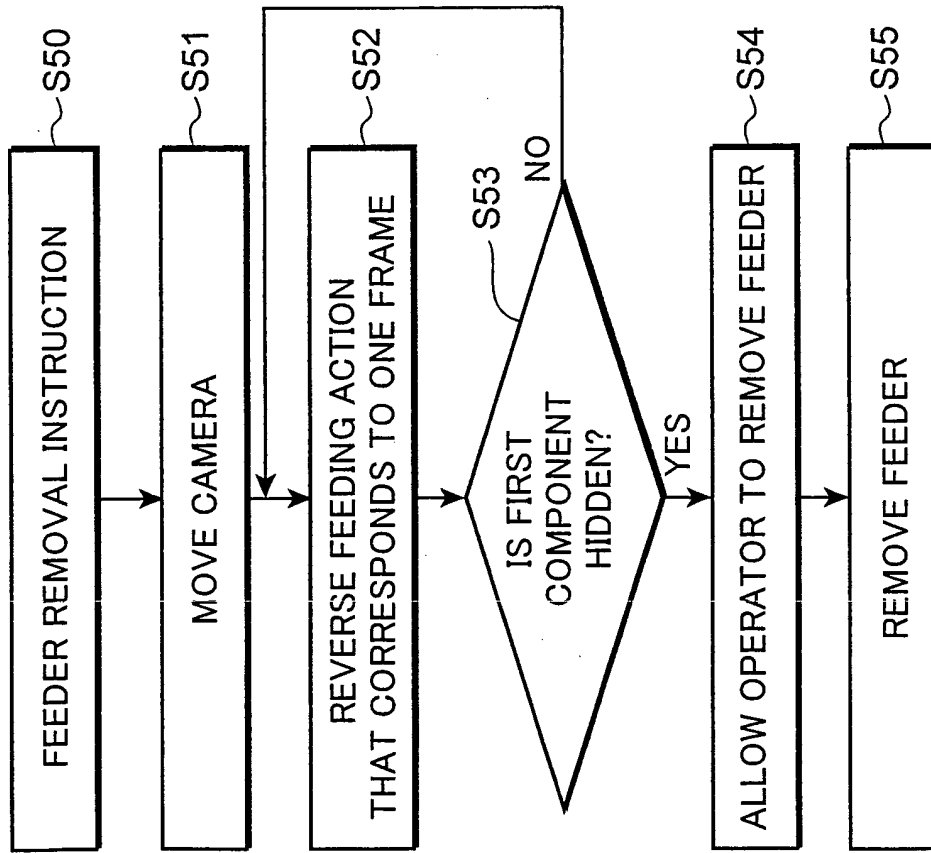 FEEDER REMOVAL INSTRUCTION
S50
MOVE CAMERA
S51
REVERSE FEEDING ACTION
THAT CORRESPONDS TO ONE FRAME
S52
IS FIRST
COMPONENT
HIDDEN?
S53
NO
YES
ALLOW OPERATOR TO REMOVE FEEDER
S54
REMOVE FEEDER
S55